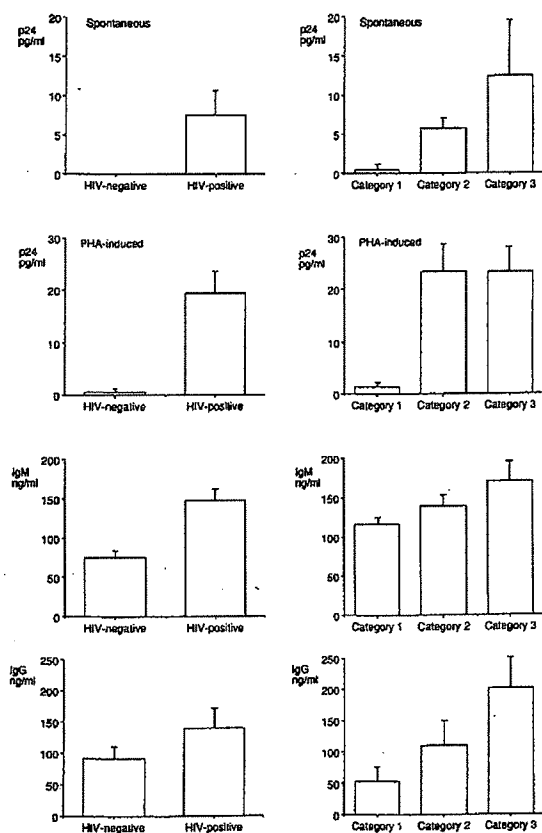 Spontaneous
p24
pg/ml
20
15
10
5
0
HIV-negative
HIV-positive
Spontaneous
p24
pg/ml
20
15
10
5
0
Category 1
Category 2
Category 3
PHA-induced
p24
pg/ml
30
20
10
0
HIV-negative
HIV-positive
PHA-induced
p24
pg/ml
30
20
10
0
Category 1
Category 2
Category 3
IgM
ng/ml
200
150
100
50
0
HIV-negative
HIV-positive
IgM
ng/ml
200
150
100
50
0
Category 1
Category 2
Category 3
IgG
ng/ml
250
200
150
100
50
0
HIV-negative
HIV-positive
IgG
ng/ml
250
200
150
100
50
0
Category 1
Category 2
Category 3